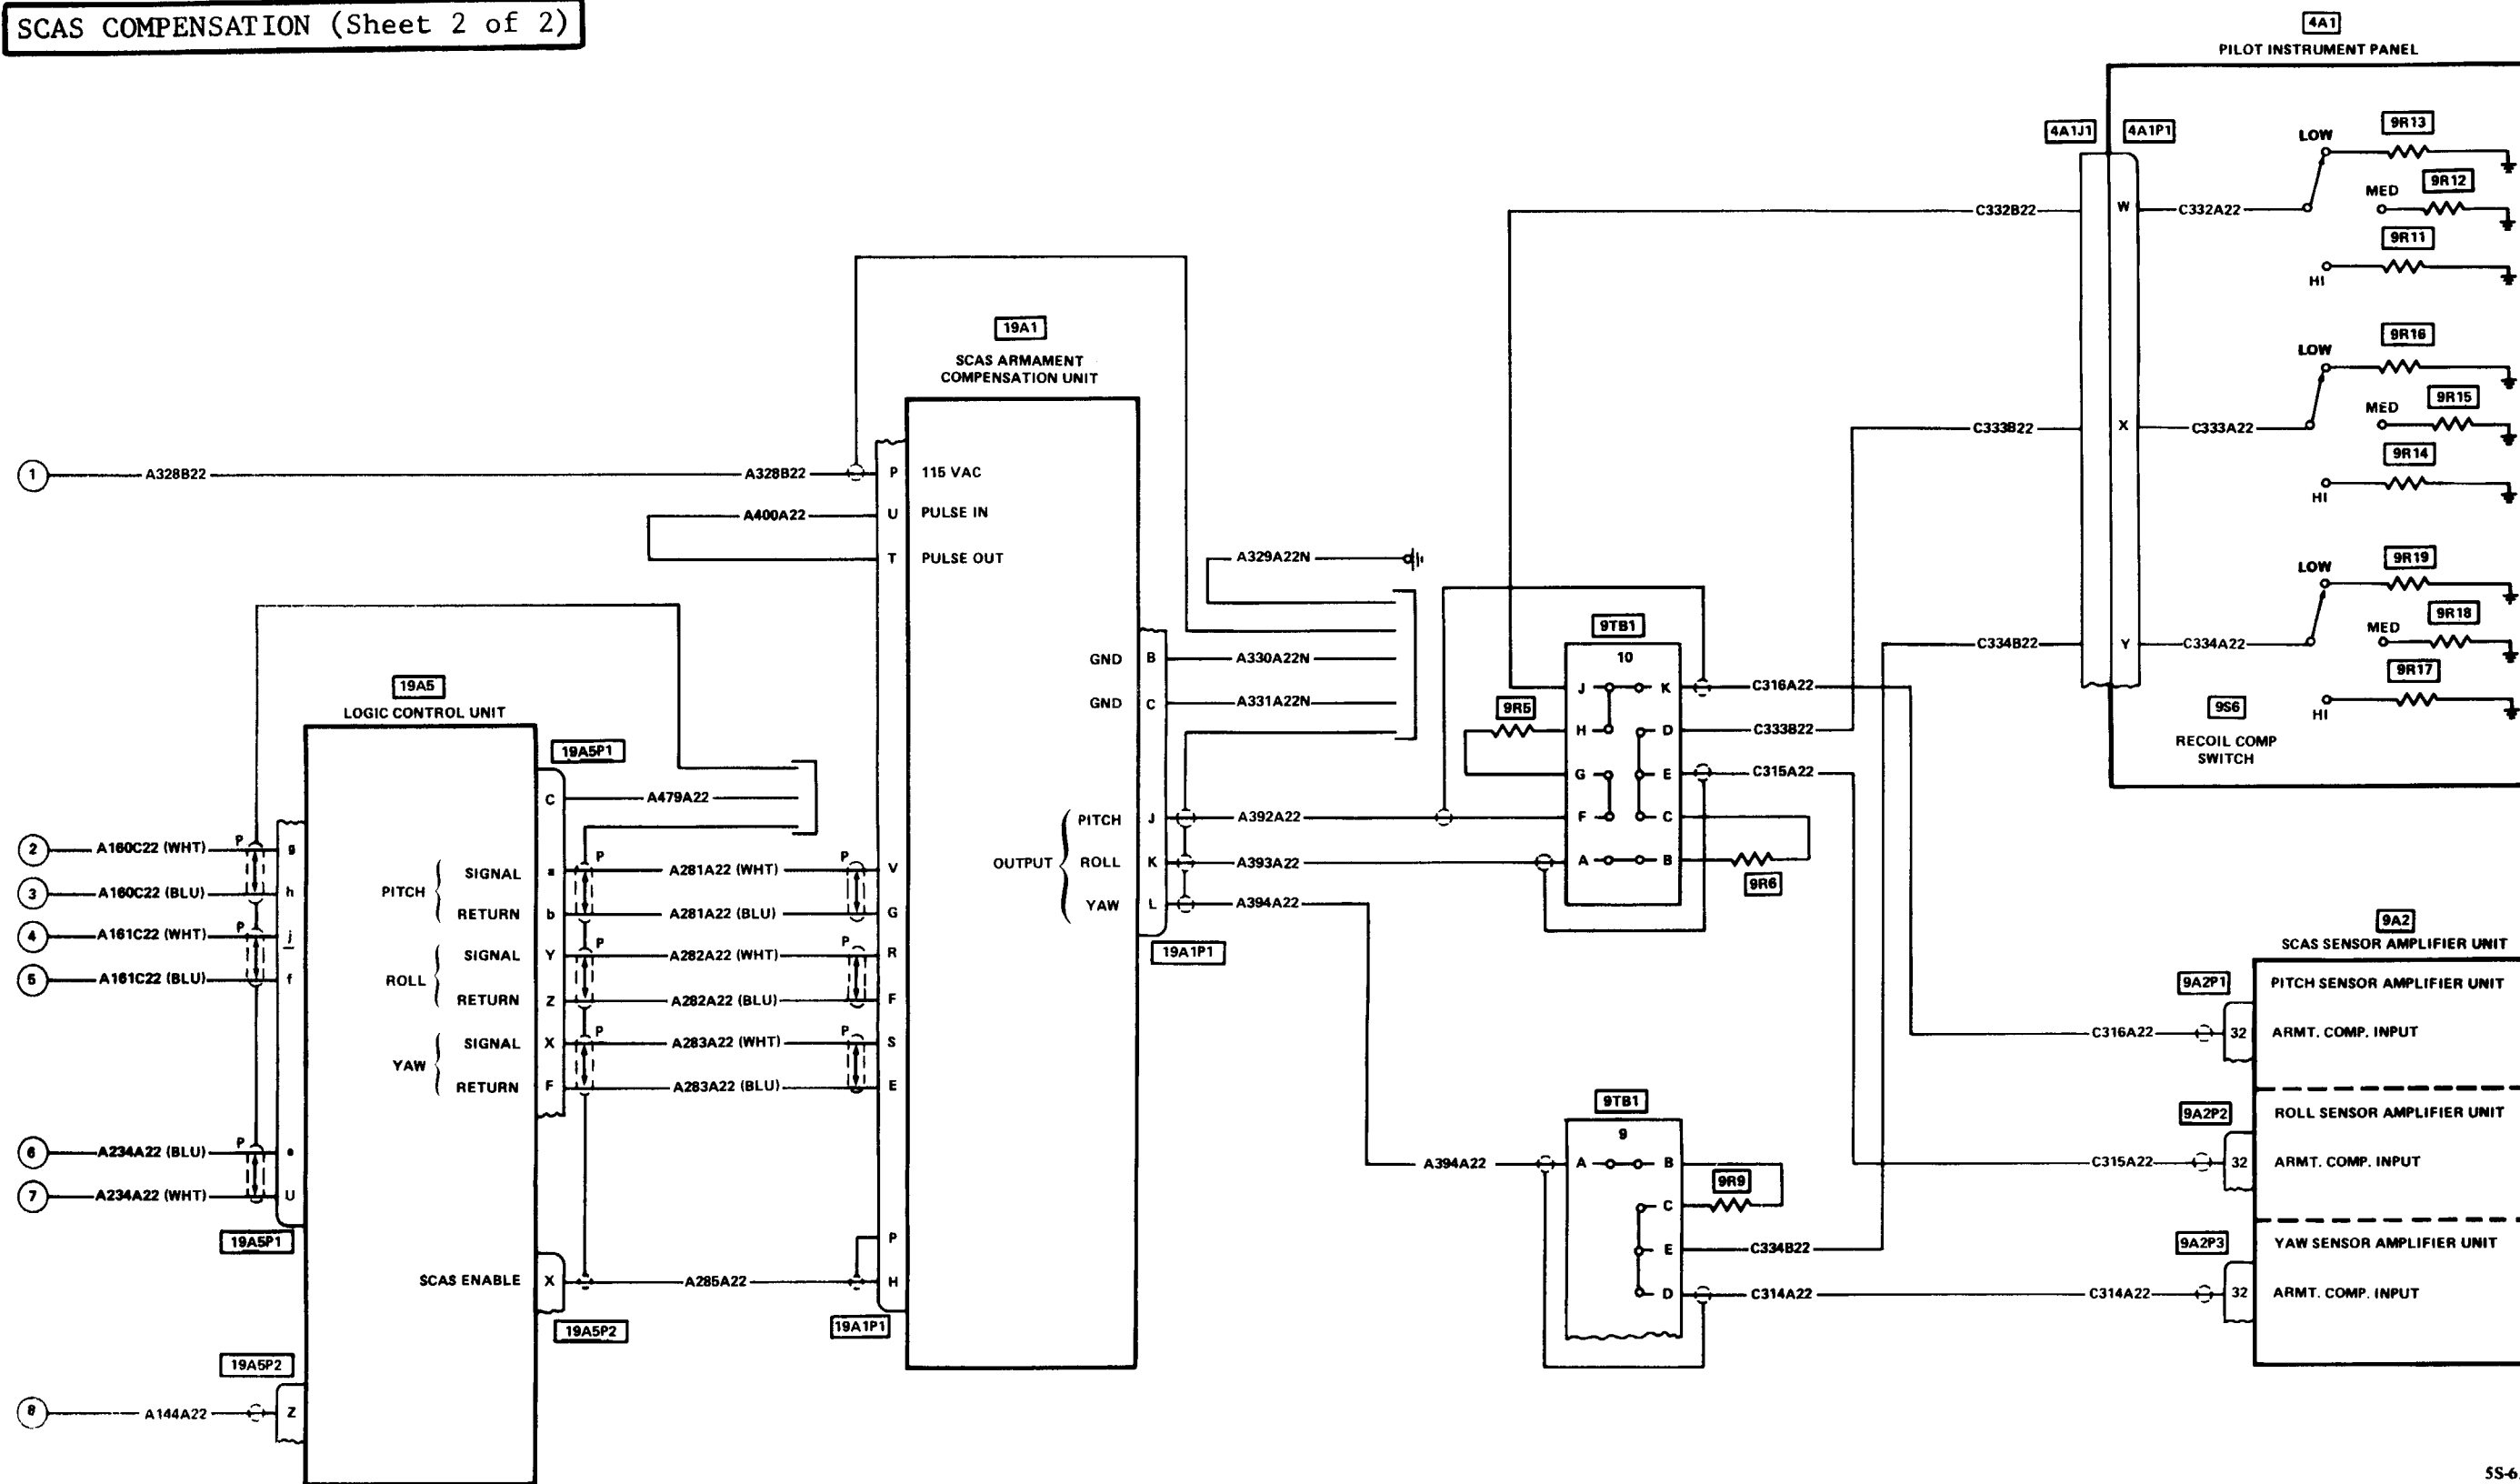 SCAS COMPENSATION (Sheet 2 of 2)
4A1
PILOT INSTRUMENT PANEL
4A1J1
4A1P1
LOW
9R13
MED
9R12
W
C332B22
C332A22
9R11
HI
LOW
9R16
MED
9R15
X
C333B22
C333A22
9R14
HI
LOW
9R19
MED
9R18
Y
C334B22
C334A22
9R17
HI
9S6
RECOIL COMP
SWITCH
19A1
SCAS ARMAMENT
COMPENSATION UNIT
1
A328B22
A328B22
P
115 VAC
A400A22
U
PULSE IN
T
PULSE OUT
A329A22N
GND
B
A330A22N
GND
C
A331A22N
OUTPUT
PITCH
J
A392A22
ROLL
K
A393A22
YAW
L
A394A22
19A1P1
9TB1
10
J
K
C316A22
9R5
H
D
C333B22
G
E
C315A22
F
C
A
B
9R6
19A5
LOGIC CONTROL UNIT
19A5P1
C
A479A22
2
A160C22 (WHT)
P
g
3
A160C22 (BLU)
h
4
A161C22 (WHT)
P
j
5
A161C22 (BLU)
f
6
A234A22 (BLU)
P
e
7
A234A22 (WHT)
U
19A5P1
PITCH
SIGNAL
a
P
A281A22 (WHT)
P
V
RETURN
b
A281A22 (BLU)
G
ROLL
SIGNAL
Y
P
A282A22 (WHT)
P
R
RETURN
Z
A282A22 (BLU)
F
YAW
SIGNAL
X
P
A283A22 (WHT)
P
S
RETURN
F
A283A22 (BLU)
E
P
SCAS ENABLE
X
A285A22
H
19A5P2
19A1P1
19A5P2
8
A144A22
Z
9TB1
9
A394A22
A
B
9R9
C
E
C334B22
D
C314A22
9A2
SCAS SENSOR AMPLIFIER UNIT
9A2P1
PITCH SENSOR AMPLIFIER UNIT
C316A22
32
ARMT. COMP. INPUT
9A2P2
ROLL SENSOR AMPLIFIER UNIT
C315A22
32
ARMT. COMP. INPUT
9A2P3
YAW SENSOR AMPLIFIER UNIT
C314A22
32
ARMT. COMP. INPUT
5S-6